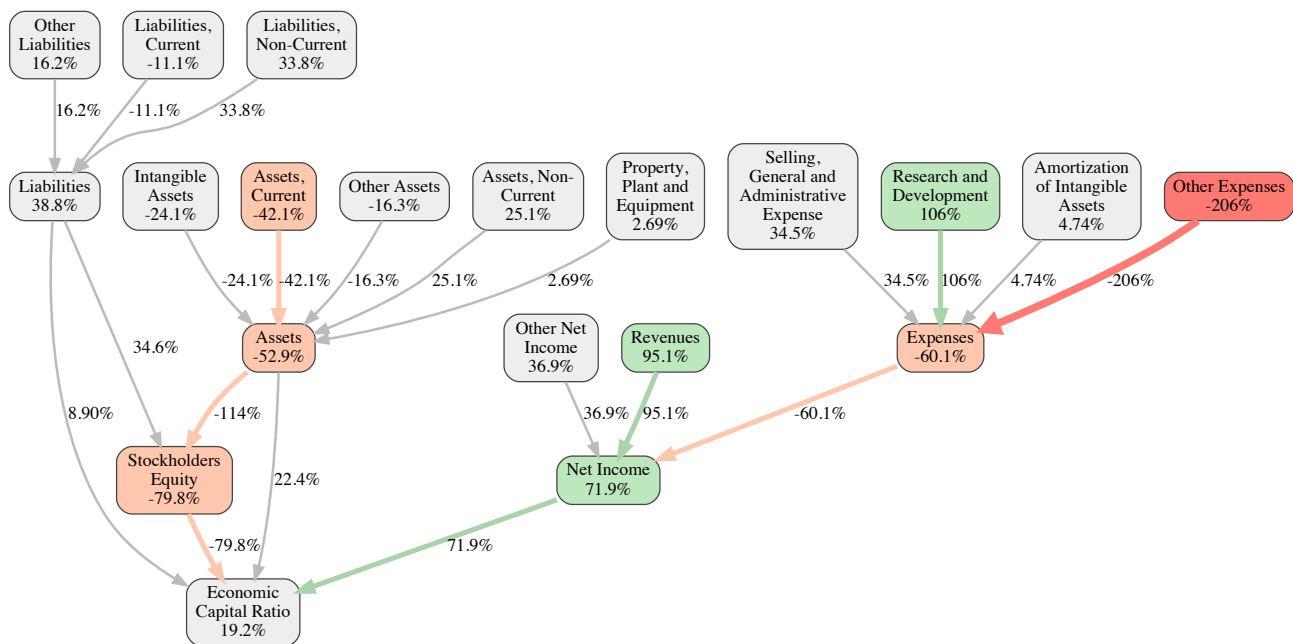 Other
Liabilities
16.2%
Liabilities,
Current
-11.1%
Liabilities,
Non-Current
33.8%
16.2%
-11.1%
33.8%
Liabilities
38.8%
Intangible
Assets
-24.1%
Assets,
Current
-42.1%
Other Assets
-16.3%
Assets, Non-
Current
25.1%
Property,
Plant and
Equipment
2.69%
Selling,
General and
Administrative
Expense
34.5%
Research and
Development
106%
Amortization
of Intangible
Assets
4.74%
Other Expenses
-206%
-24.1%
-42.1%
-16.3%
25.1%
2.69%
34.5%
106%
4.74%
-206%
34.6%
Assets
-52.9%
Other Net
Income
36.9%
Revenues
95.1%
Expenses
-60.1%
8.90%
-114%
36.9%
95.1%
-60.1%
Stockholders
Equity
-79.8%
22.4%
Net Income
71.9%
-79.8%
71.9%
Economic
Capital Ratio
19.2%